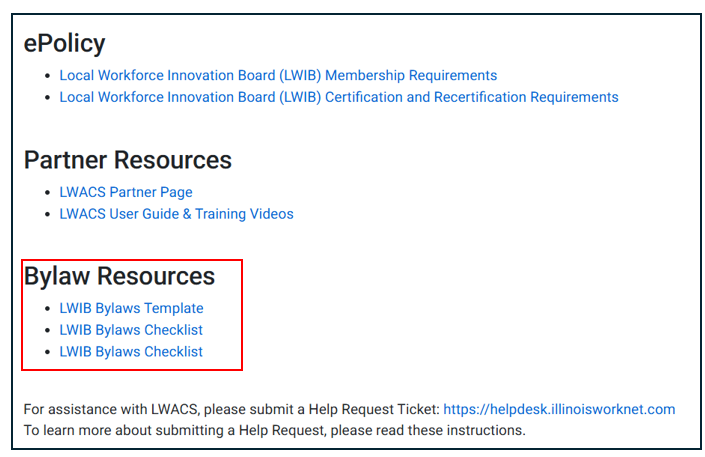 ePolicy
Local Workforce Innovation Board (LWIB) Membership Requirements
Local Workforce Innovation Board (LWIB) Certification and Recertification Requirements
Partner Resources
LWACS Partner Page
LWACS User Guide & Training Videos
Bylaw Resources
LWIB Bylaws Template
LWIB Bylaws Checklist
LWIB Bylaws Checklist
For assistance with LWACS, please submit a Help Request Ticket: https://helpdesk.illinoisworknet.com
To learn more about submitting a Help Request, please read these instructions.